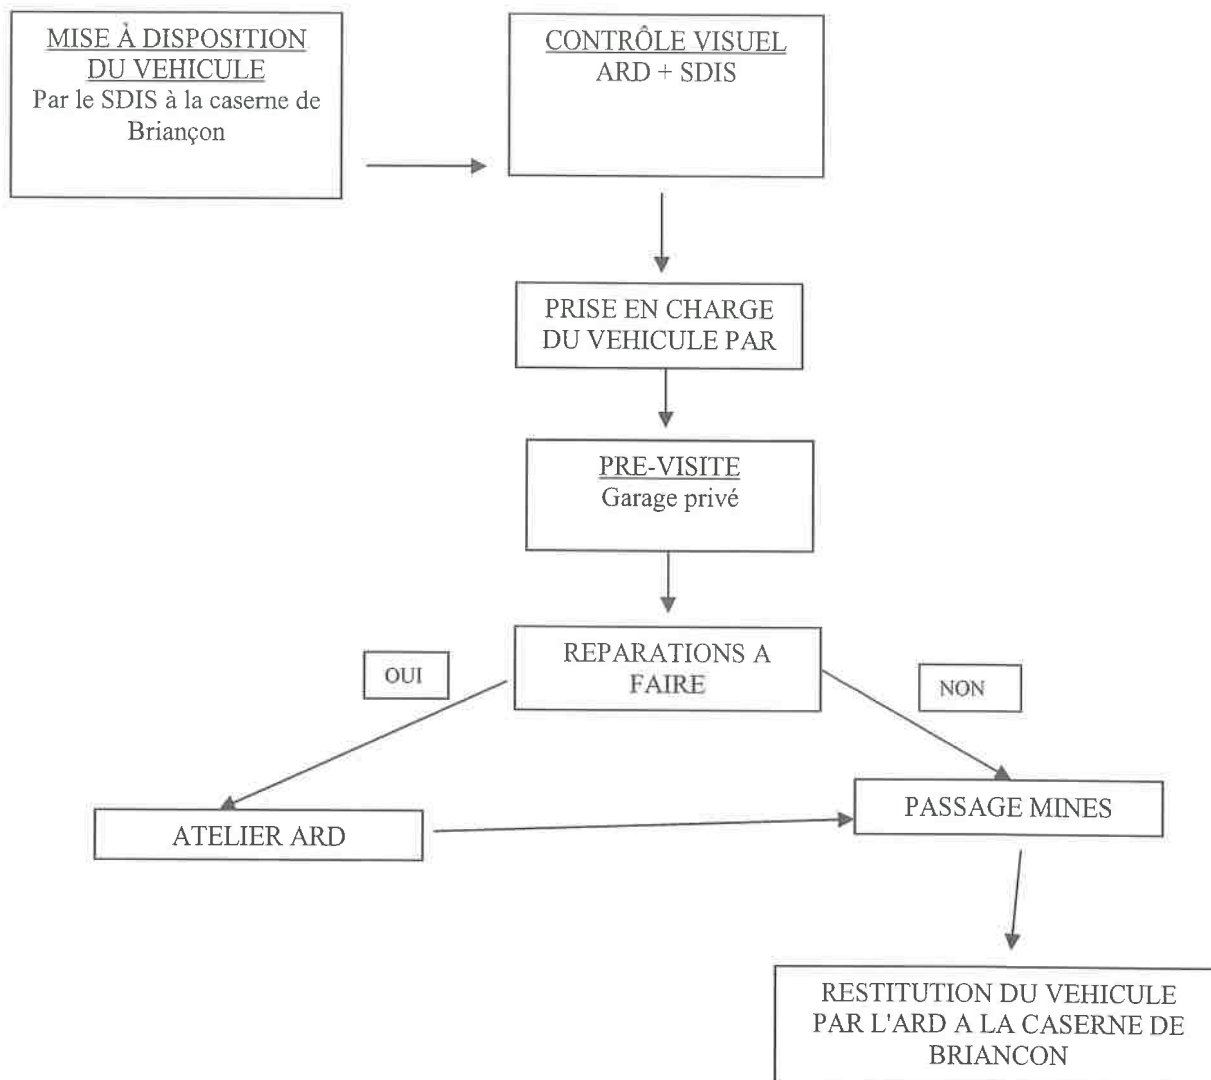 MISE À DISPOSITION
DU VEHICULE
Par le SDIS à la caserne de
Briançon
CONTRÔLE VISUEL
ARD + SDIS
PRISE EN CHARGE
DU VEHICULE PAR
PRE-VISITE
Garage privé
REPARATIONS A
FAIRE
OUI
NON
ATELIER ARD
PASSAGE MINES
RESTITUTION DU VEHICULE
PAR L'ARD A LA CASERNE DE
BRIANCON